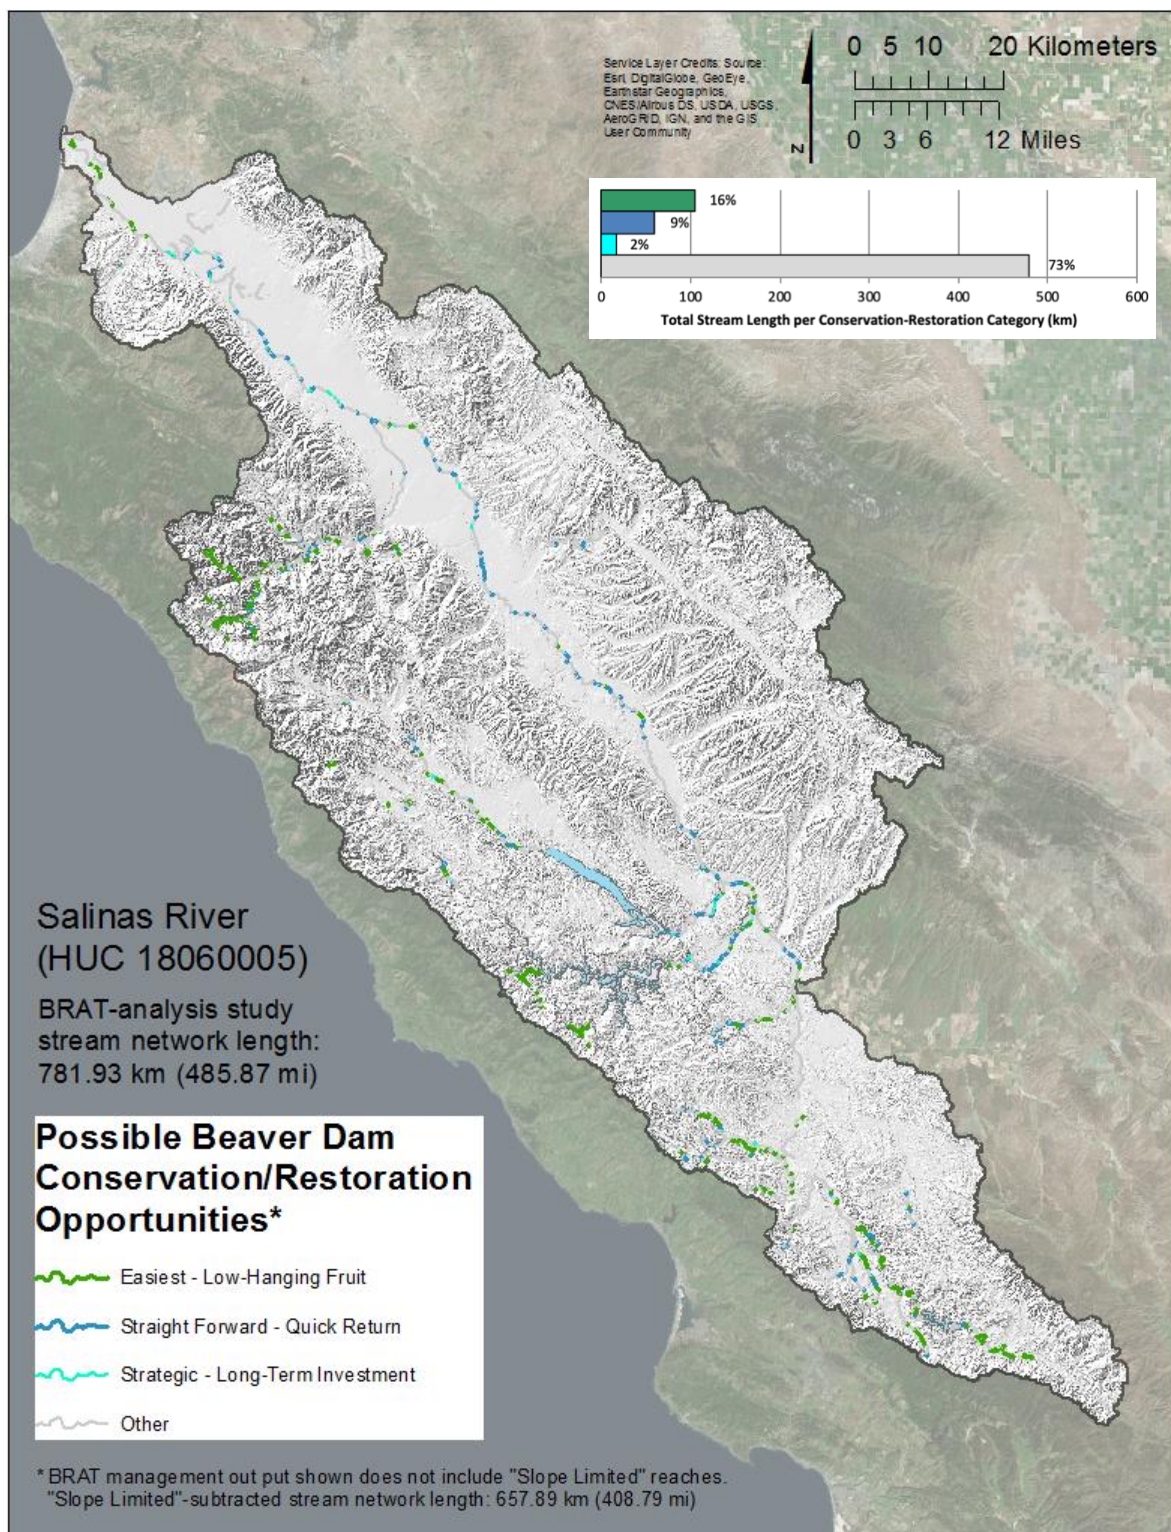 Service Layer Credits: Source:
Esri, DigitalGlobe, GeoEye,
Earthstar Geographics,
CNES/Airbus DS, USDA, USGS,
AeroGRID, IGN, and the GIS
User Community
N
0 5 10 20 Kilometers
0 3 6 12 Miles
16%
9%
2%
73%
0 100 200 300 400 500 600
Total Stream Length per Conservation-Restoration Category (km)
Salinas River
(HUC 18060005)
BRAT-analysis study
stream network length:
781.93 km (485.87 mi)
Possible Beaver Dam
Conservation/Restoration
Opportunities*
Easiest - Low-Hanging Fruit
Straight Forward - Quick Return
Strategic - Long-Term Investment
Other
* BRAT management out put shown does not include "Slope Limited" reaches.
"Slope Limited"-subtracted stream network length: 657.89 km (408.79 mi)